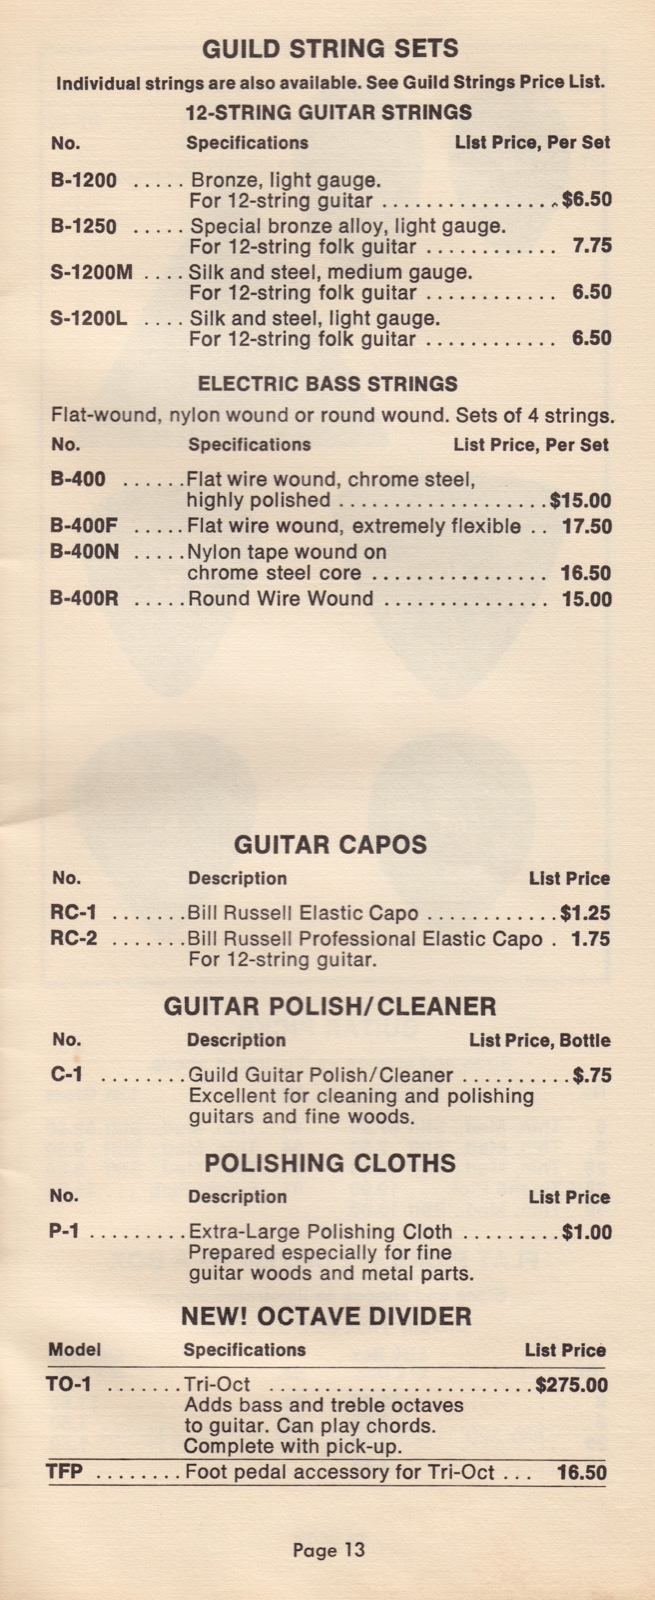 GUILD STRING SETS
Individual strings are also available. See Guild Strings Price List.
12-STRING GUITAR STRINGS
No. Specifications List Price, Per Set
B-1200 ..... Bronze, light gauge.
For 12-string guitar ................ $6.50
B-1250 ..... Special bronze alloy, light gauge.
For 12-string folk guitar ............ 7.75
S-1200M .... Silk and steel, medium gauge.
For 12-string folk guitar ............ 6.50
S-1200L .... Silk and steel, light gauge.
For 12-string folk guitar ............ 6.50
ELECTRIC BASS STRINGS
Flat-wound, nylon wound or round wound. Sets of 4 strings.
No. Specifications List Price, Per Set
B-400 ...... Flat wire wound, chrome steel,
highly polished ................... $15.00
B-400F ..... Flat wire wound, extremely flexible .. 17.50
B-400N ..... Nylon tape wound on
chrome steel core ................ 16.50
B-400R ..... Round Wire Wound ............... 15.00
GUITAR CAPOS
No. Description List Price
RC-1 ....... Bill Russell Elastic Capo ............ $1.25
RC-2 ....... Bill Russell Professional Elastic Capo . 1.75
For 12-string guitar.
GUITAR POLISH/CLEANER
No. Description List Price, Bottle
C-1 ........ Guild Guitar Polish/Cleaner .......... $.75
Excellent for cleaning and polishing
guitars and fine woods.
POLISHING CLOTHS
No. Description List Price
P-1 ......... Extra-Large Polishing Cloth ......... $1.00
Prepared especially for fine
guitar woods and metal parts.
NEW! OCTAVE DIVIDER
Model Specifications List Price
TO-1 ....... Tri-Oct ......................... $275.00
Adds bass and treble octaves
to guitar. Can play chords.
Complete with pick-up.
TFP ........ Foot pedal accessory for Tri-Oct ... 16.50
Page 13